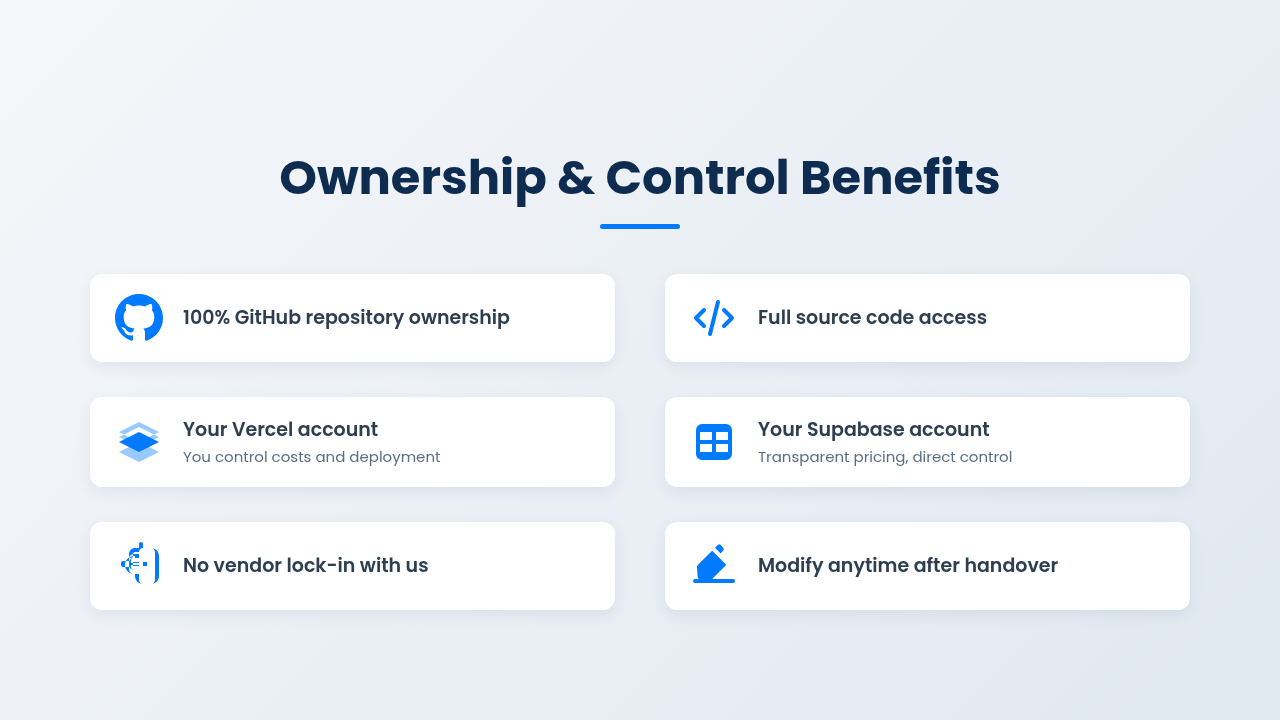 Ownership & Control Benefits
100% GitHub repository ownership
Full source code access
Your Vercel account
You control costs and deployment
Your Supabase account
Transparent pricing, direct control
No vendor lock-in with us
Modify anytime after handover